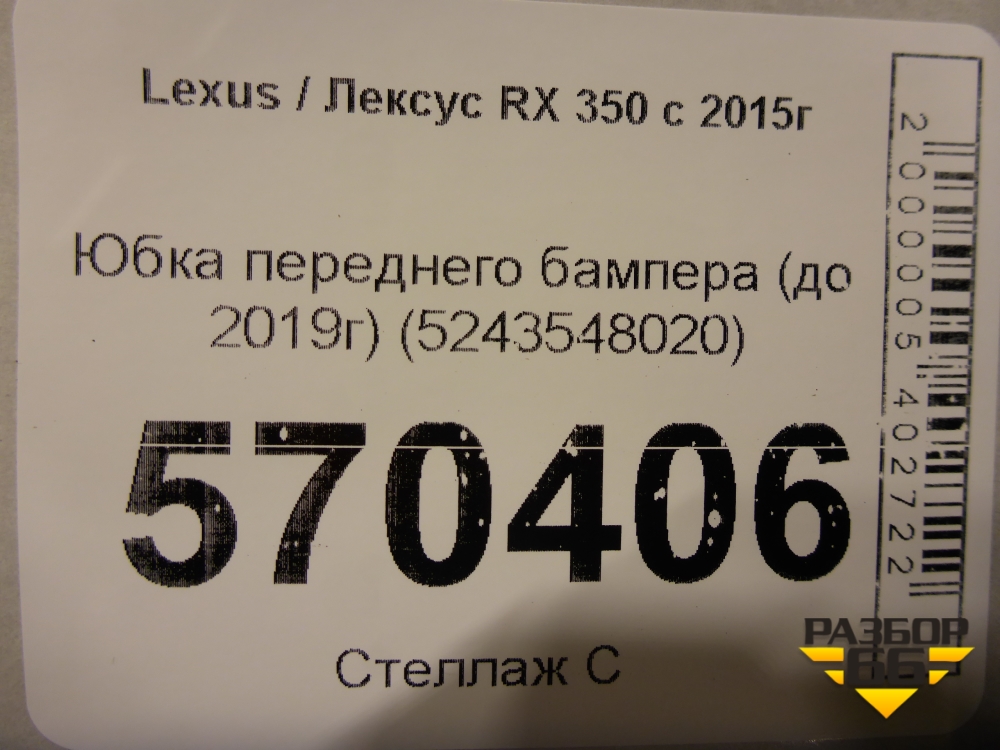 Lexus / Лексус RX 350 с 2015г
Юбка переднего бампера (до
2019г) (5243548020)
570406
Стеллаж С
2000005402722
РАЗБОР
66